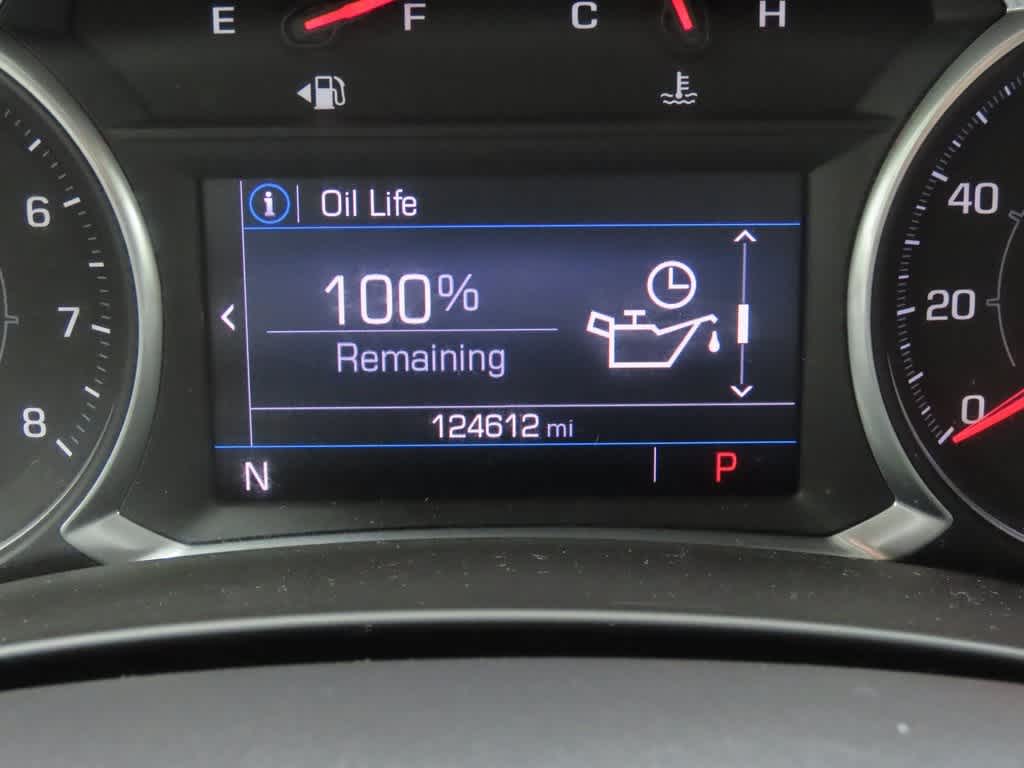 E F C H
i Oil Life
100%
Remaining
124612 mi
N P
6
7
8
40
20
0